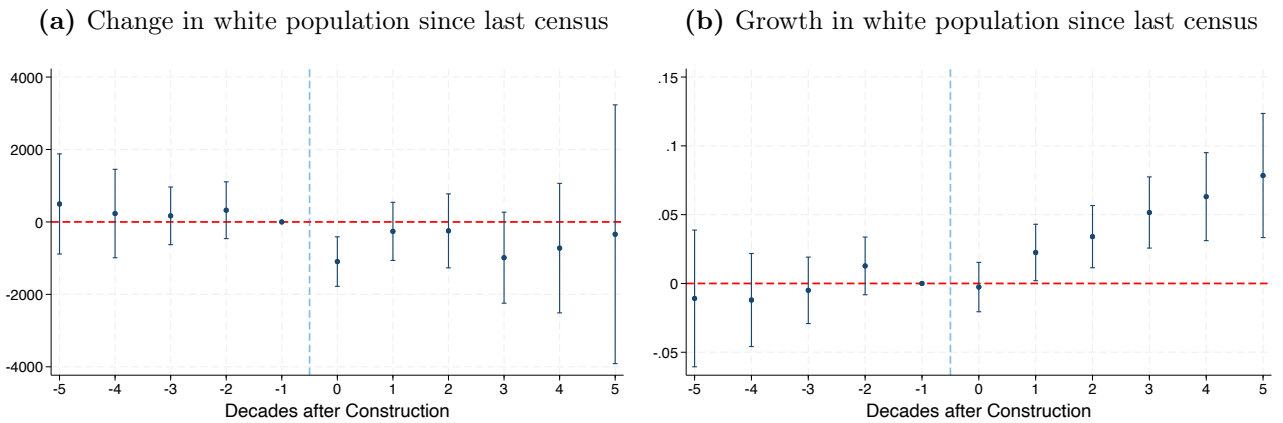 (a) Change in white population since last census
4000
2000
0
-2000
-4000
-5 -4 -3 -2 -1 0 1 2 3 4 5
Decades after Construction
(b) Growth in white population since last census
.15
.1
.05
0
-.05
-5 -4 -3 -2 -1 0 1 2 3 4 5
Decades after Construction